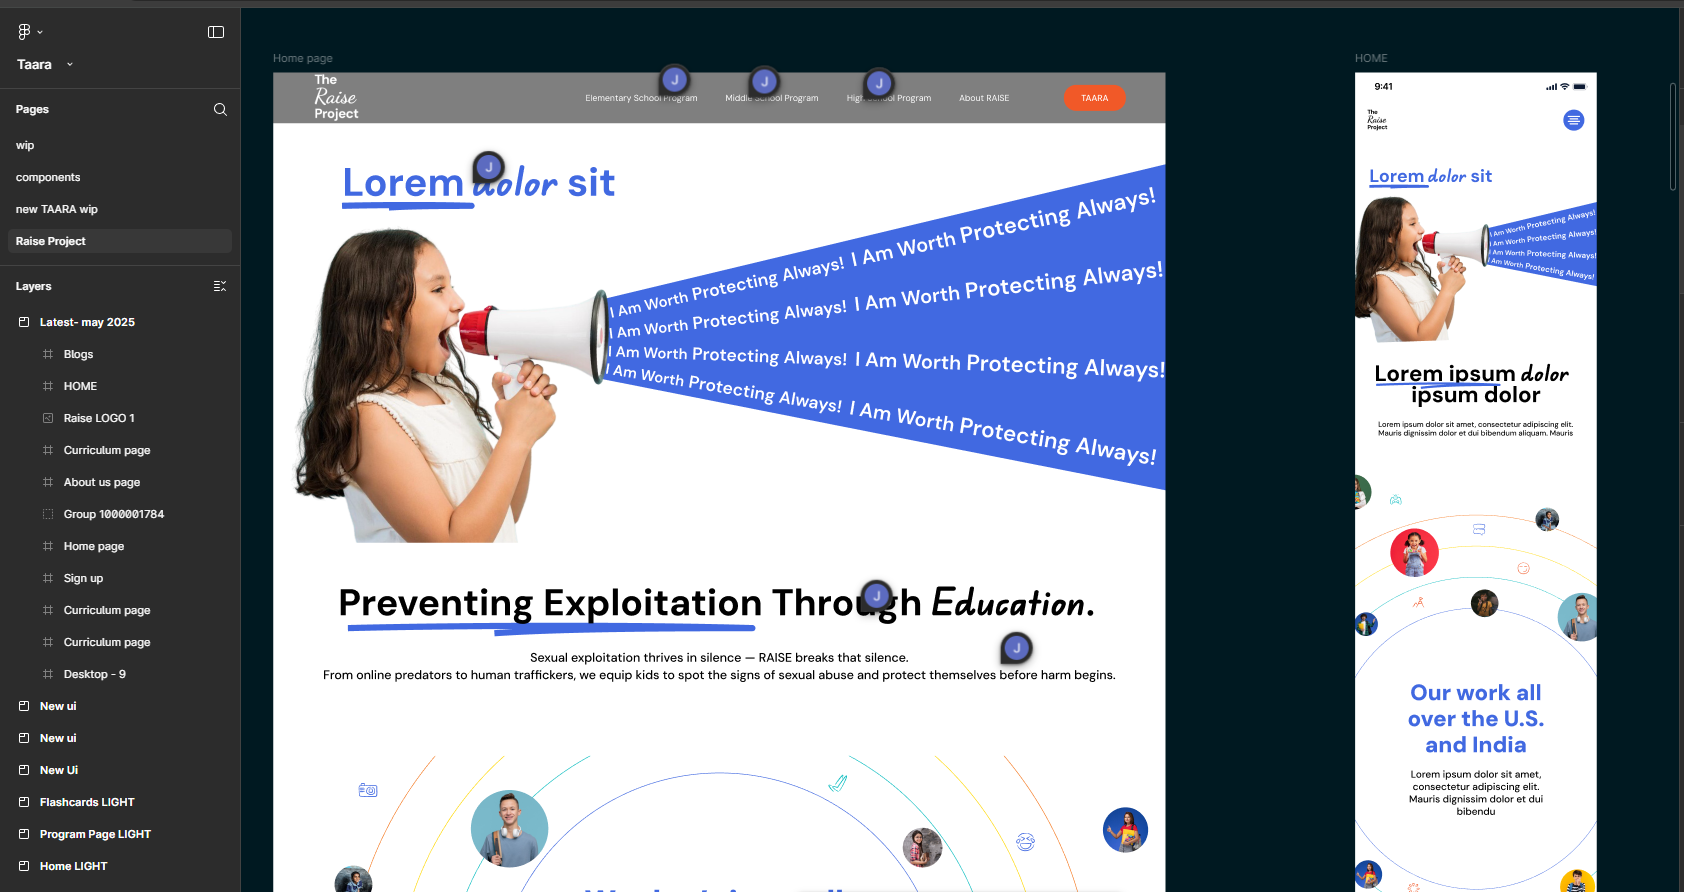 Taara
Pages
wip
components
new TAARA wip
Raise Project
Layers
Latest- may 2025
Blogs
HOME
Raise LOGO 1
Curriculum page
About us page
Group 1000001784
Home page
Sign up
Curriculum page
Curriculum page
Desktop - 9
New ui
New ui
New Ui
Flashcards LIGHT
Program Page LIGHT
Home LIGHT
Home page
The
Raise
Project
Elementary School Program
Middle School Program
High School Program
About RAISE
TAARA
J
J
J
J
Lorem dolor sit
I Am Worth Protecting Always! I Am Worth Protecting Always!
I Am Worth Protecting Always! I Am Worth Protecting Always!
I Am Worth Protecting Always! I Am Worth Protecting Always!
I Am Worth Protecting Always! I Am Worth Protecting Always!
J
Preventing Exploitation Through Education.
J
Sexual exploitation thrives in silence — RAISE breaks that silence.
From online predators to human traffickers, we equip kids to spot the signs of sexual abuse and protect themselves before harm begins.
HOME
9:41
The
Raise
Project
Lorem dolor sit
I Am Worth Protecting Always!
I Am Worth Protecting Always!
I Am Worth Protecting Always!
I Am Worth Protecting Always!
Lorem ipsum dolor
ipsum dolor
Lorem ipsum dolor sit amet, consectetur adipiscing elit.
Mauris dignissim dolor et dui bibendum aliquam. Mauris
Our work all
over the U.S.
and India
Lorem ipsum dolor sit amet,
consectetur adipiscing elit.
Mauris dignissim dolor et dui
bibendu